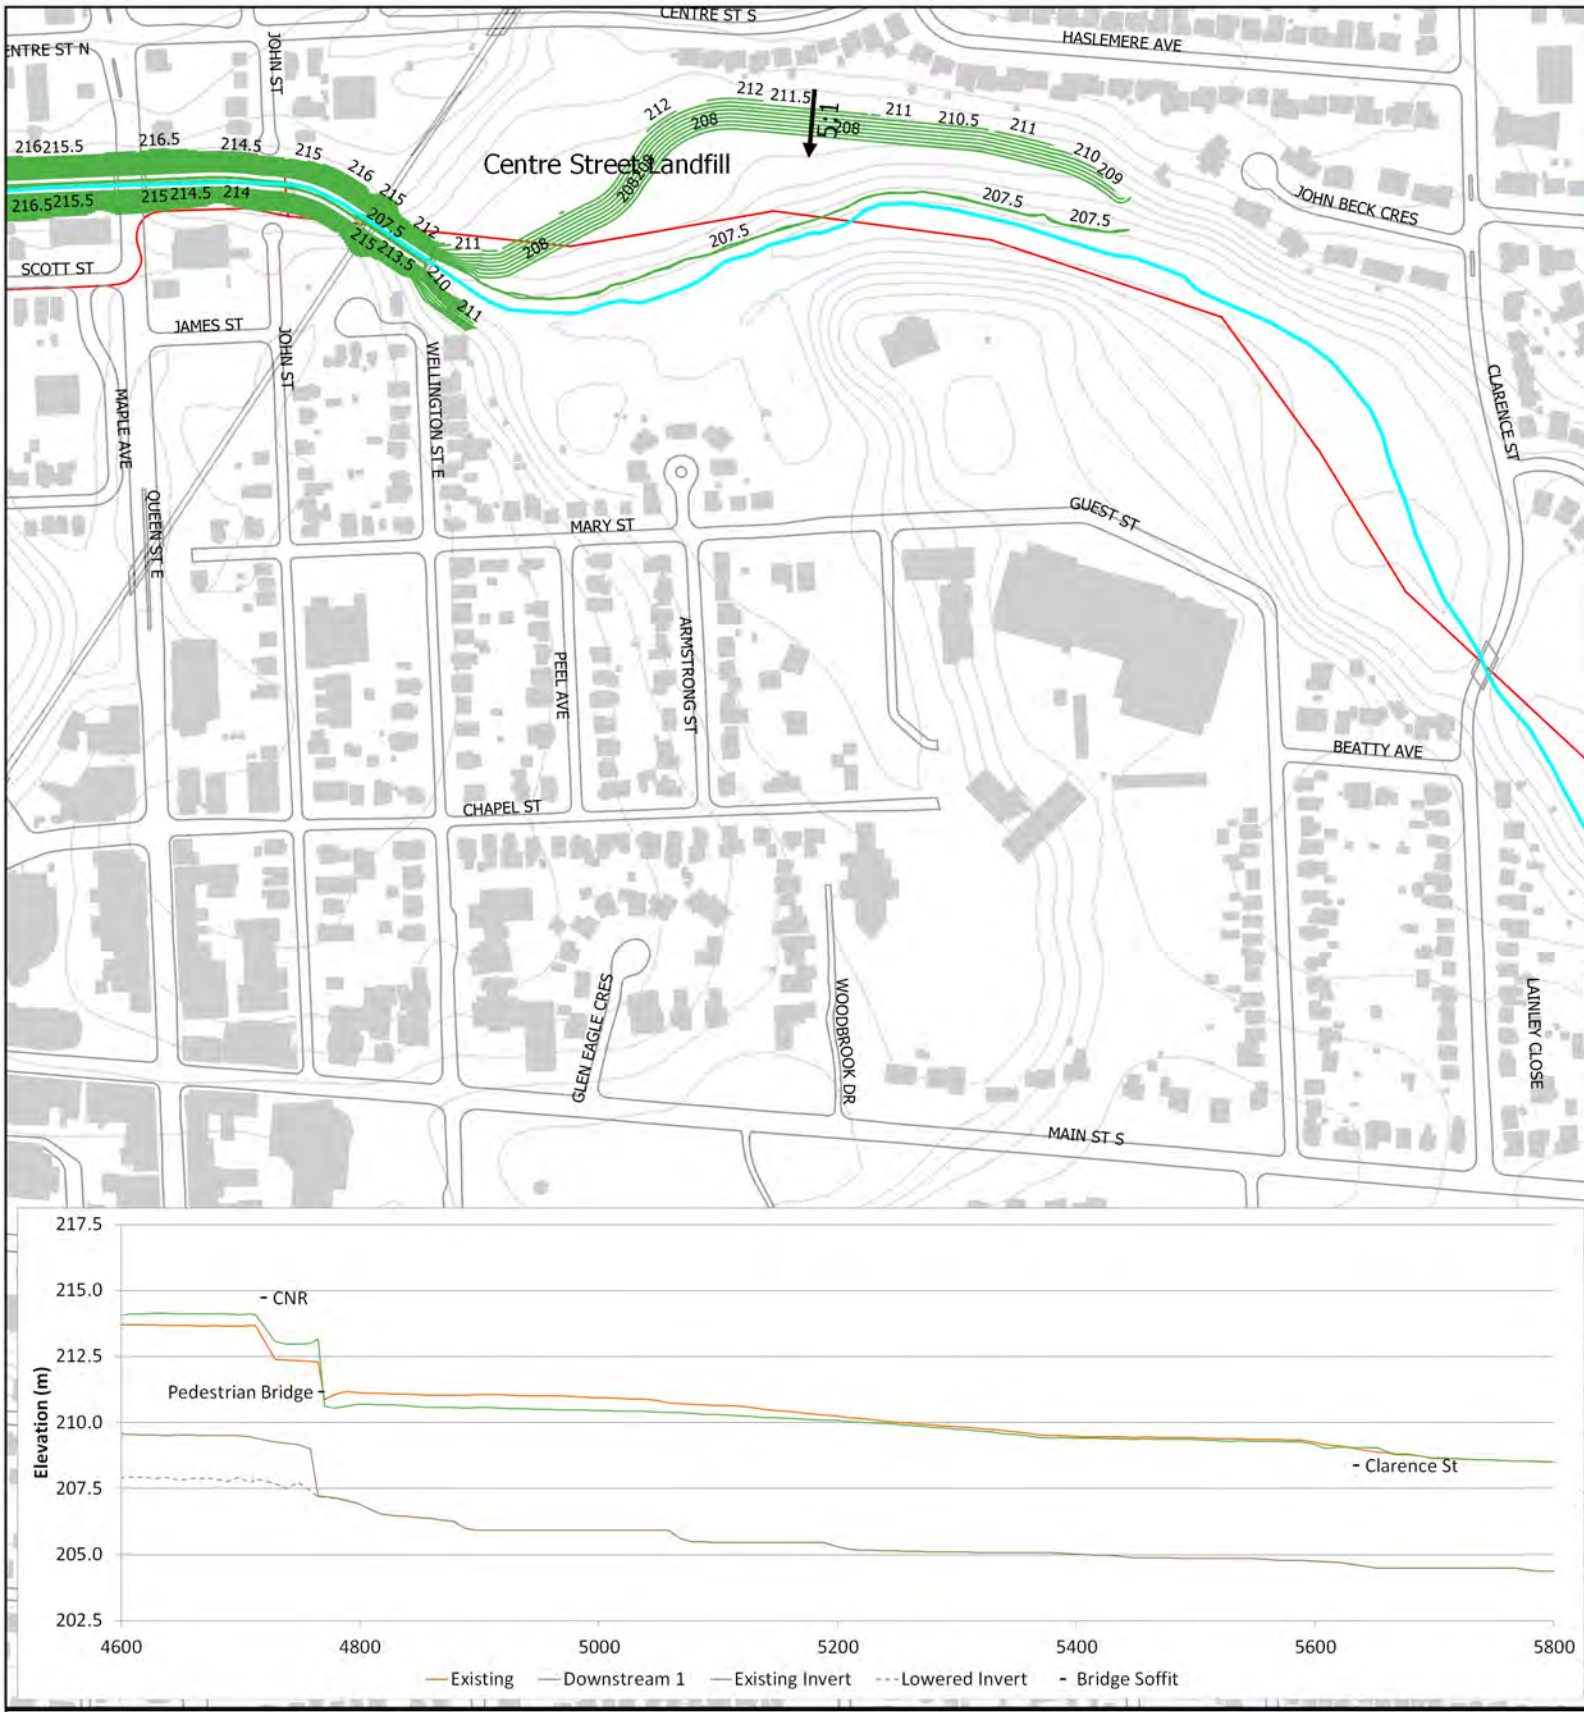 CENTRE ST S
ENTRE ST N
JOHN ST
HASLEMERE AVE
212 212 211.5 211 210.5 211
208 5:1 208
216 215.5 216.5 214.5 215 216
Centre Street Landfill
210 209
208
216.5 215.5 215 214.5 214 215 212
207.5 211 208
207.5 207.5 207.5
JOHN BECK CRES
215 213.5 210 211
SCOTT ST
JAMES ST
JOHN ST
WELLINGTON ST E
MAPLE AVE
CLARENCE ST
QUEEN ST E
MARY ST
GUEST ST
PEEL AVE
ARMSTRONG ST
BEATTY AVE
CHAPEL ST
GLEN EAGLE CRES
WOODBROOK DR
LAINLEY CLOSE
MAIN ST S
217.5
215.0
CNR
212.5
Pedestrian Bridge
210.0
Elevation (m)
Clarence St
207.5
205.0
202.5
4600 4800 5000 5200 5400 5600 5800
Existing Downstream 1 Existing Invert Lowered Invert Bridge Soffit